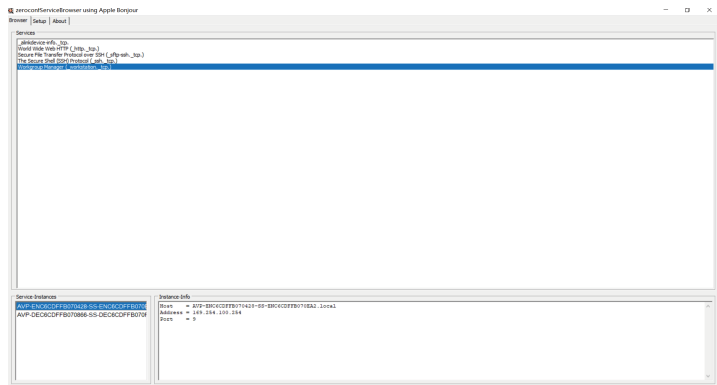 zeroconfServiceBrowser using Apple Bonjour
Browser Setup About
Services
_alinkdevice-info._tcp.
World Wide Web HTTP (_http._tcp.)
Secure File Transfer Protocol over SSH (_sftp-ssh._tcp.)
The Secure Shell (SSH) Protocol (_ssh._tcp.)
Workgroup Manager (_workstation._tcp.)
Service-Instances
AVP-ENC6CDFFB070428-SS-ENC6CDFFB070
AVP-DEC6CDFFB070866-SS-DEC6CDFFB070
Instance-Info
Host = AVP-ENC6CDFFB070428-SS-ENC6CDFFB070EA2.local
Address = 169.254.100.254
Port = 9